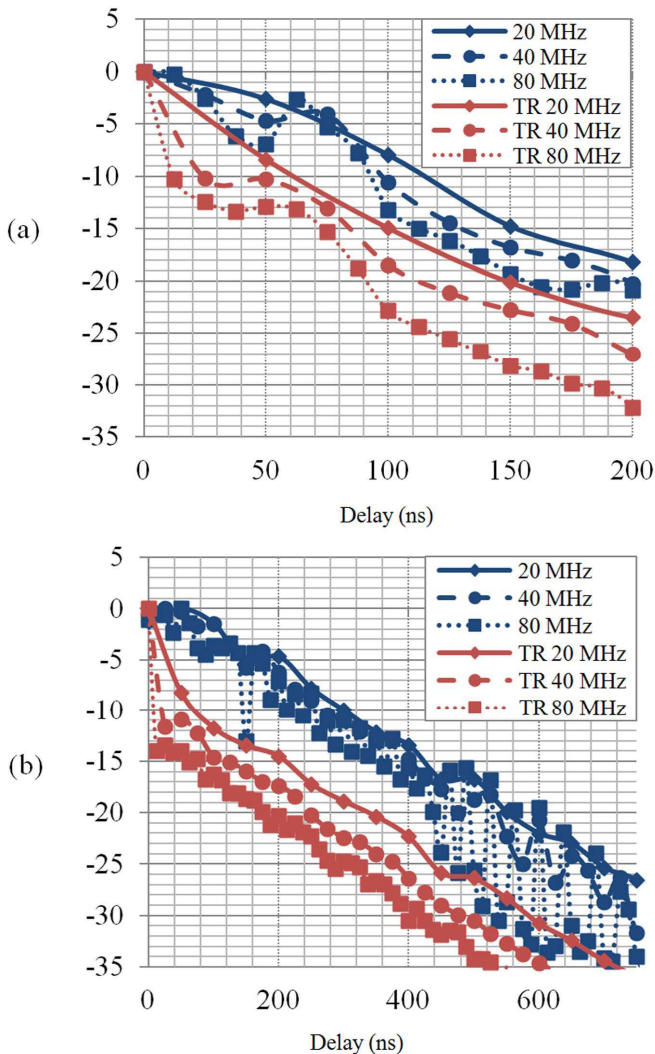 5
0
-5
-10
-15
-20
-25
-30
-35
20 MHz
40 MHz
80 MHz
TR 20 MHz
TR 40 MHz
TR 80 MHz
(a)
0 50 100 150 200
Delay (ns)
5
0
-5
-10
-15
-20
-25
-30
-35
20 MHz
40 MHz
80 MHz
TR 20 MHz
TR 40 MHz
TR 80 MHz
(b)
0 200 400 600
Delay (ns)